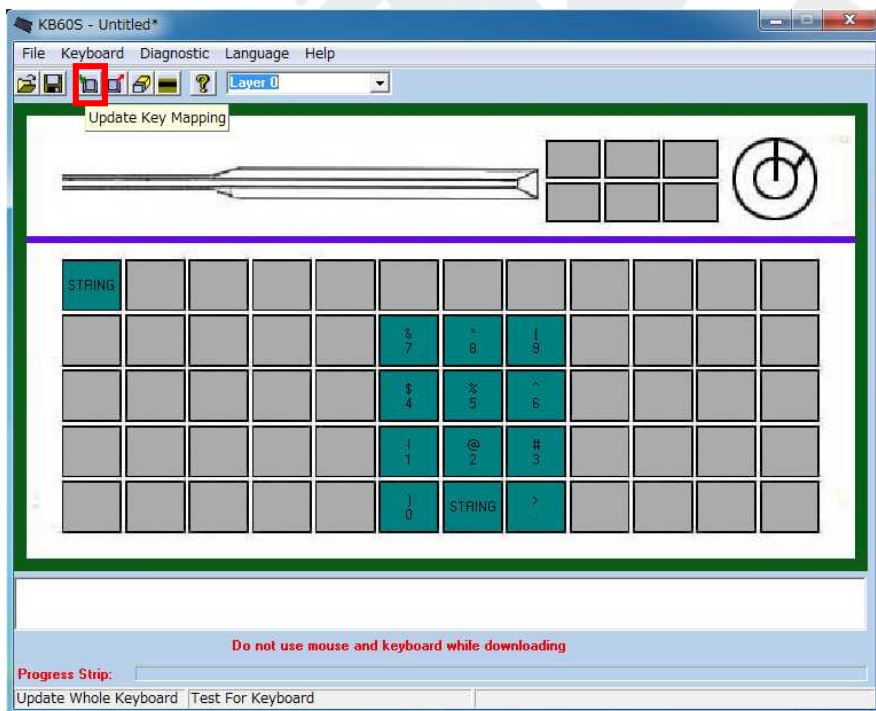 KB60S - Untitled*
File Keyboard Diagnostic Language Help
Layer 0
Update Key Mapping
STRING
& * (
7 8 9
$ % ^
4 5 6
! @ #
1 2 3
) STRING >
0 .
Do not use mouse and keyboard while downloading
Progress Strip:
Update Whole Keyboard Test For Keyboard